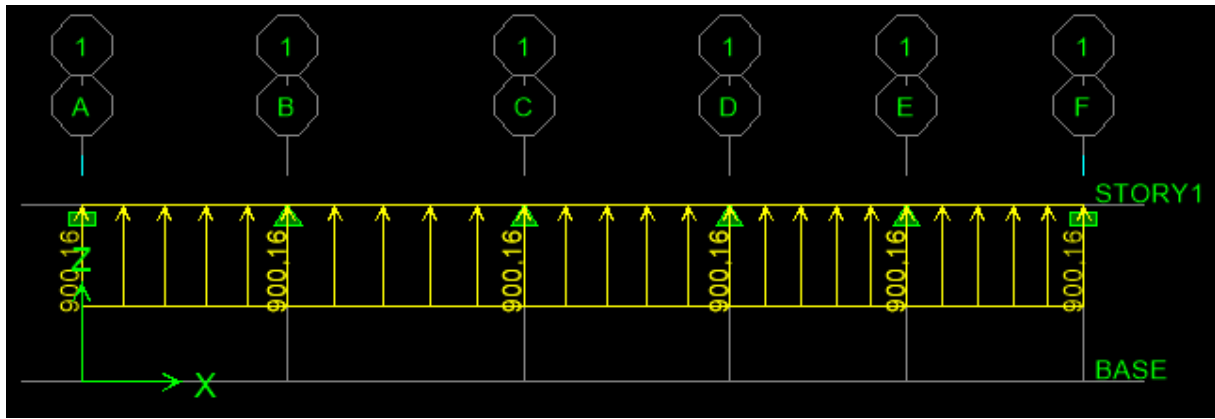 1 1 1 1 1 1
A B C D E F
STORY1
900.16 900.16 900.16 900.16 900.16 900.16
Z
BASE
X